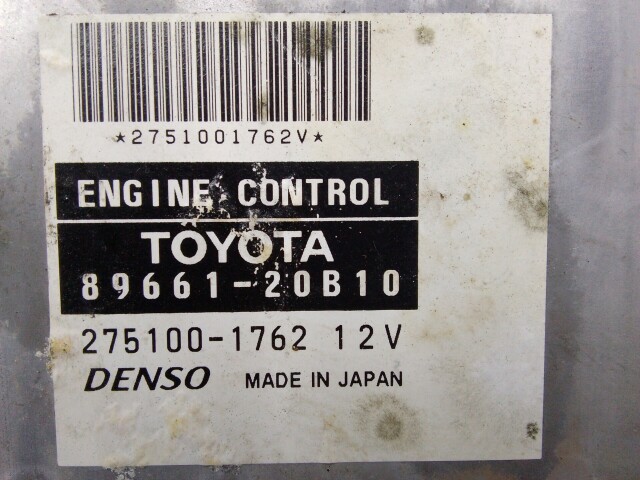 *2751001762V*
ENGINE CONTROL
TOYOTA
89661-20B10
275100-1762 12V
DENSO MADE IN JAPAN